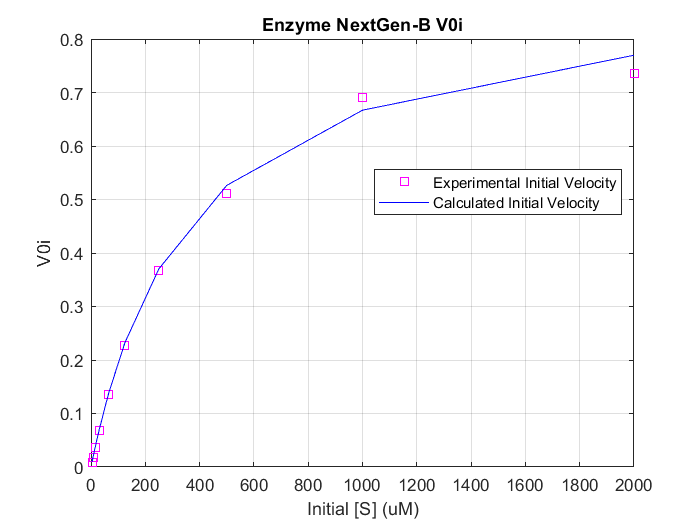 Enzyme NextGen-B V0i
0.8
0.7
0.6
0.5
0.4
0.3
0.2
0.1
0
V0i
Experimental Initial Velocity
Calculated Initial Velocity
0 200 400 600 800 1000 1200 1400 1600 1800 2000
Initial [S] (uM)